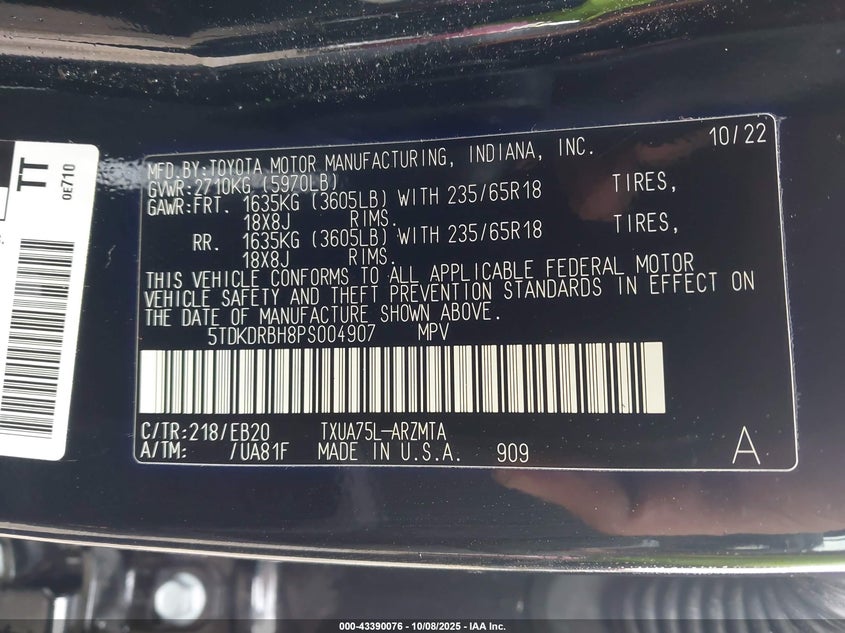 TT
0E710
10/22
MFD.BY:TOYOTA MOTOR MANUFACTURING, INDIANA, INC.
GVWR:2710KG (5970LB)
GAWR:FRT. 1635KG (3605LB) WITH 235/65R18 TIRES,
18X8J RIMS.
RR. 1635KG (3605LB) WITH 235/65R18 TIRES,
18X8J RIMS.
THIS VEHICLE CONFORMS TO ALL APPLICABLE FEDERAL MOTOR
VEHICLE SAFETY AND THEFT PREVENTION STANDARDS IN EFFECT ON
THE DATE OF MANUFACTURE SHOWN ABOVE.
5TDKDRBH8PS004907 MPV
C/TR:218/EB20 TXUA75L-ARZMTA
A/TM: /UA81F MADE IN U.S.A. 909
A
000-43390076 - 10/08/2025 - IAA Inc.